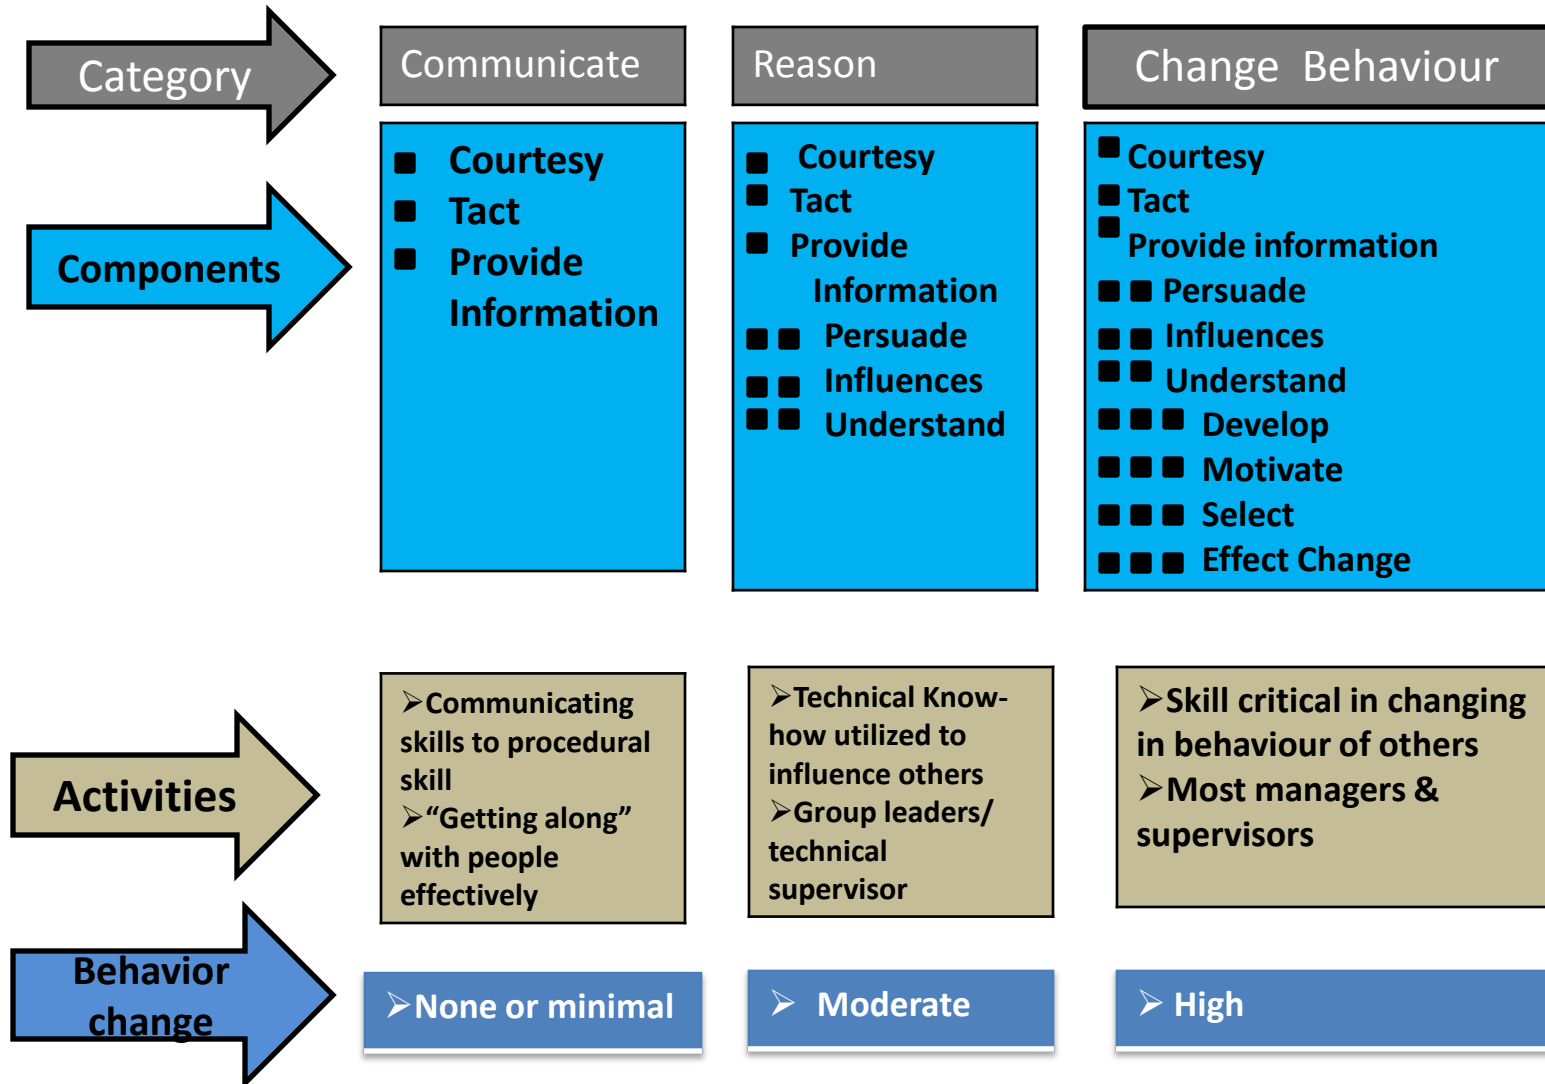 Category
Communicate
Reason
Change Behaviour
Components
■ Courtesy
■ Tact
■ Provide
Information
■ Courtesy
■ Tact
■ Provide
Information
■ ■ Persuade
■ ■ Influences
■ ■ Understand
■ Courtesy
■ Tact
■ Provide information
■ ■ Persuade
■ ■ Influences
■ ■ Understand
■ ■ ■ Develop
■ ■ ■ Motivate
■ ■ ■ Select
■ ■ ■ Effect Change
Activities
➢Communicating
skills to procedural
skill
➢“Getting along”
with people
effectively
➢Technical Know-
how utilized to
influence others
➢Group leaders/
technical
supervisor
➢Skill critical in changing
in behaviour of others
➢Most managers &
supervisors
Behavior
change
➢None or minimal
➢ Moderate
➢ High